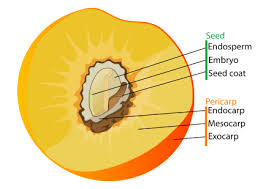 Seed
Endosperm
Embryo
Seed coat
Pericarp
Endocarp
Mesocarp
Exocarp